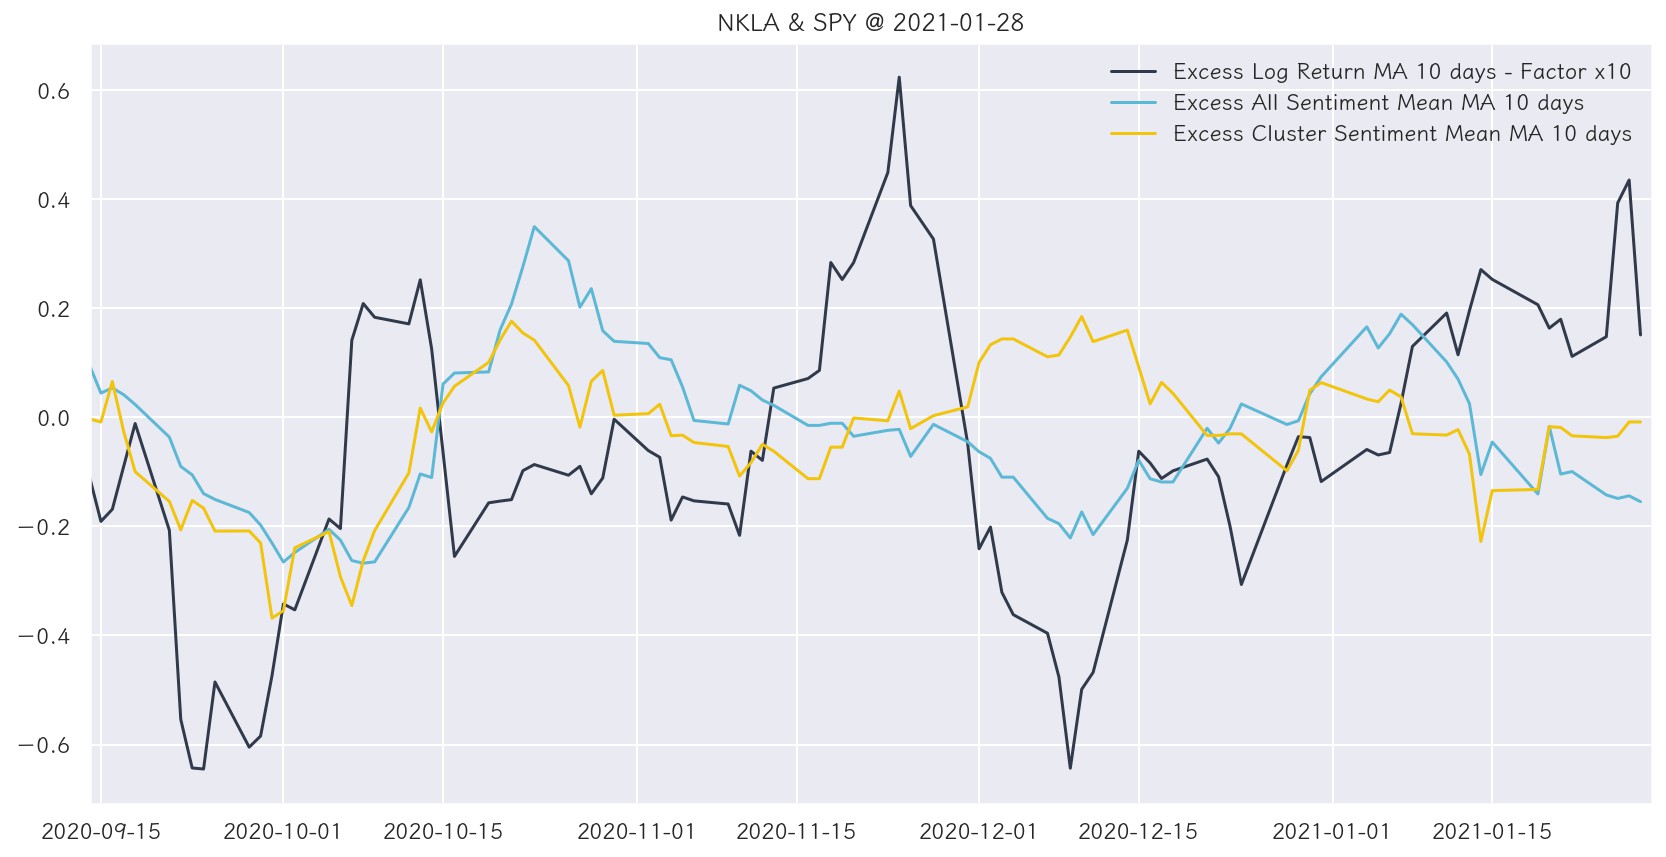 NKLA & SPY @ 2021-01-28
Excess Log Return MA 10 days - Factor x10
Excess All Sentiment Mean MA 10 days
Excess Cluster Sentiment Mean MA 10 days
0.6
0.4
0.2
0.0
−0.2
−0.4
−0.6
2020-09-15 2020-10-01 2020-10-15 2020-11-01 2020-11-15 2020-12-01 2020-12-15 2021-01-01 2021-01-15